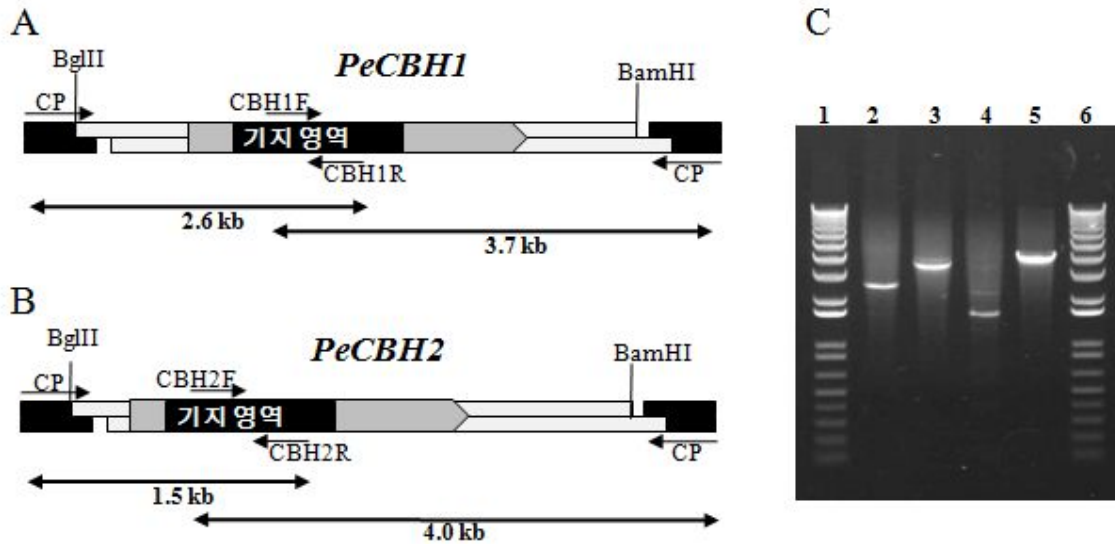 A
BglII
PeCBH1
BamHI
CP
CBH1F
기지 영역
CBH1R
CP
2.6 kb
3.7 kb
B
BglII
PeCBH2
BamHI
CP
CBH2F
기지 영역
CBH2R
CP
1.5 kb
4.0 kb
C
1 2 3 4 5 6